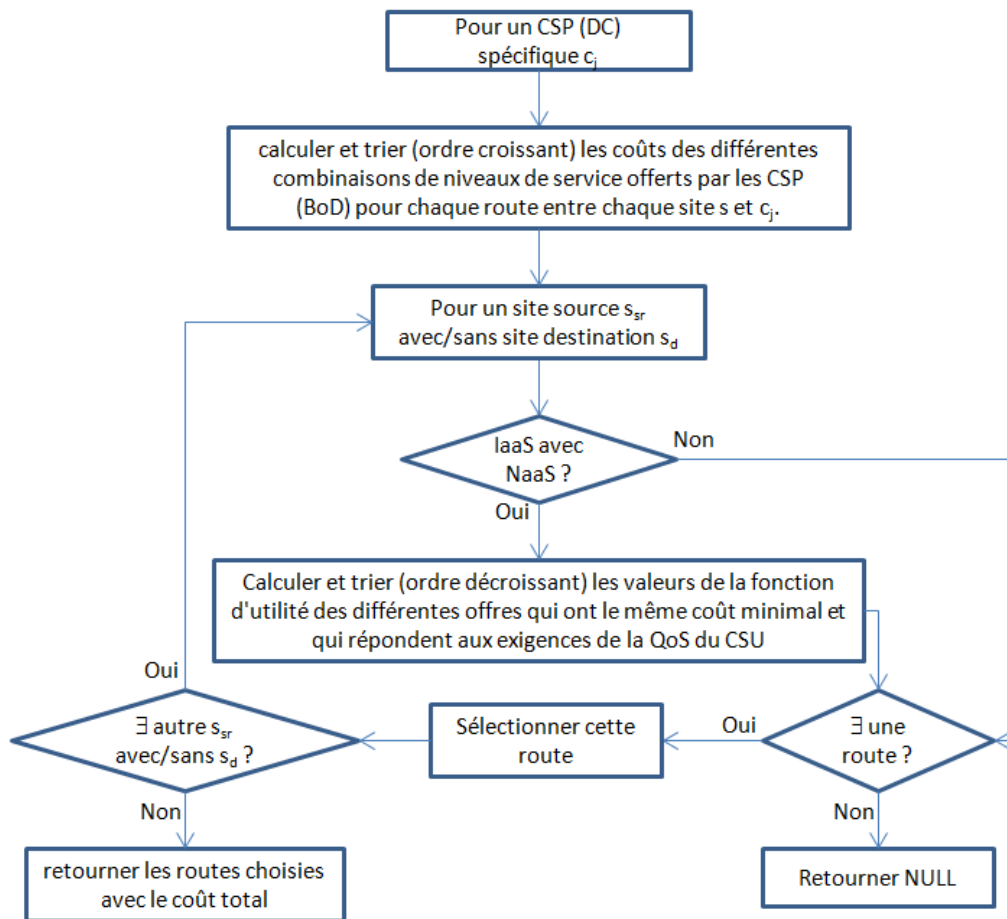 Pour un CSP (DC)
spécifique cj
calculer et trier (ordre croissant) les coûts des différentes
combinaisons de niveaux de service offerts par les CSP
(BoD) pour chaque route entre chaque site s et cj.
Pour un site source ssr
avec/sans site destination sd
IaaS avec
NaaS ?
Non
Oui
Calculer et trier (ordre décroissant) les valeurs de la fonction
d'utilité des différentes offres qui ont le même coût minimal et
qui répondent aux exigences de la QoS du CSU
Oui
∃ autre ssr
avec/sans sd ?
Sélectionner cette
route
Oui
∃ une
route ?
Non
Non
retourner les routes choisies
avec le coût total
Retourner NULL